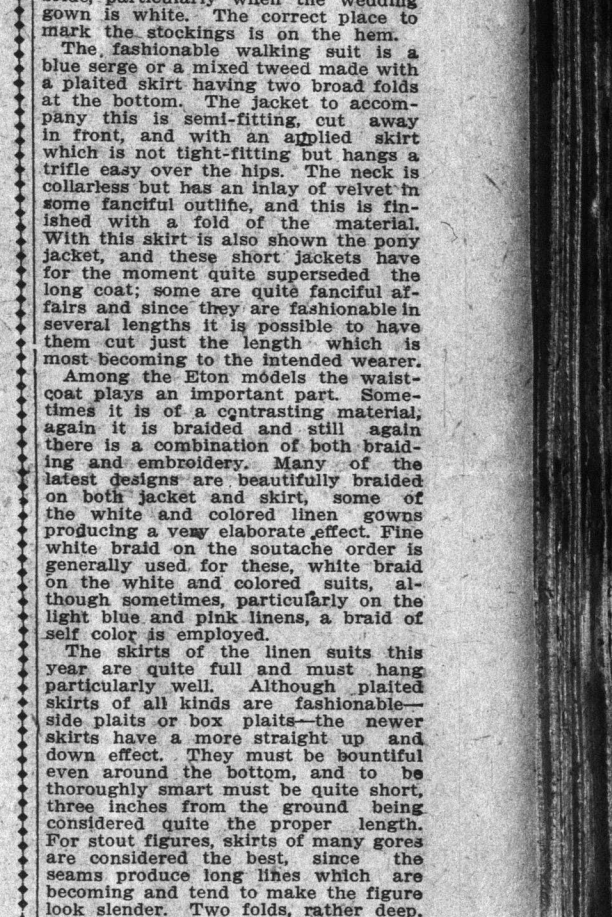 particularly when the wedding
gown is white. The correct place to
mark the stockings is on the hem.
The fashionable walking suit is a
blue serge or a mixed tweed made with
a plaited skirt having two broad folds
at the bottom. The jacket to accom-
pany this is semi-fitting, cut away
in front, and with an applied skirt
which is not tight-fitting but hangs a
trifle easy over the hips. The neck is
collarless but has an inlay of velvet in
some fanciful outline, and this is fin-
ished with a fold of the material.
With this skirt is also shown the pony
jacket, and these short jackets have
for the moment quite superseded the
long coat; some are quite fanciful af-
fairs and since they are fashionable in
several lengths it is possible to have
them cut just the length which is
most becoming to the intended wearer.
Among the Eton models the waist-
coat plays an important part. Some-
times it is of a contrasting material,
again it is braided and still again
there is a combination of both braid-
ing and embroidery. Many of the
latest designs are beautifully braided
on both jacket and skirt, some of
the white and colored linen gowns
producing a very elaborate effect. Fine
white braid on the soutache order is
generally used for these, white braid
on the white and colored suits, al-
though sometimes, particularly on the
light blue and pink linens, a braid of
self color is employed.
The skirts of the linen suits this
year are quite full and must hang
particularly well. Although plaited
skirts of all kinds are fashionable—
side plaits or box plaits—the newer
skirts have a more straight up and
down effect. They must be bountiful
even around the bottom, and to be
thoroughly smart must be quite short,
three inches from the ground being
considered quite the proper length.
For stout figures, skirts of many gores
are considered the best, since the
seams produce long lines which are
becoming and tend to make the figure
look slender. Two folds, rather deep,